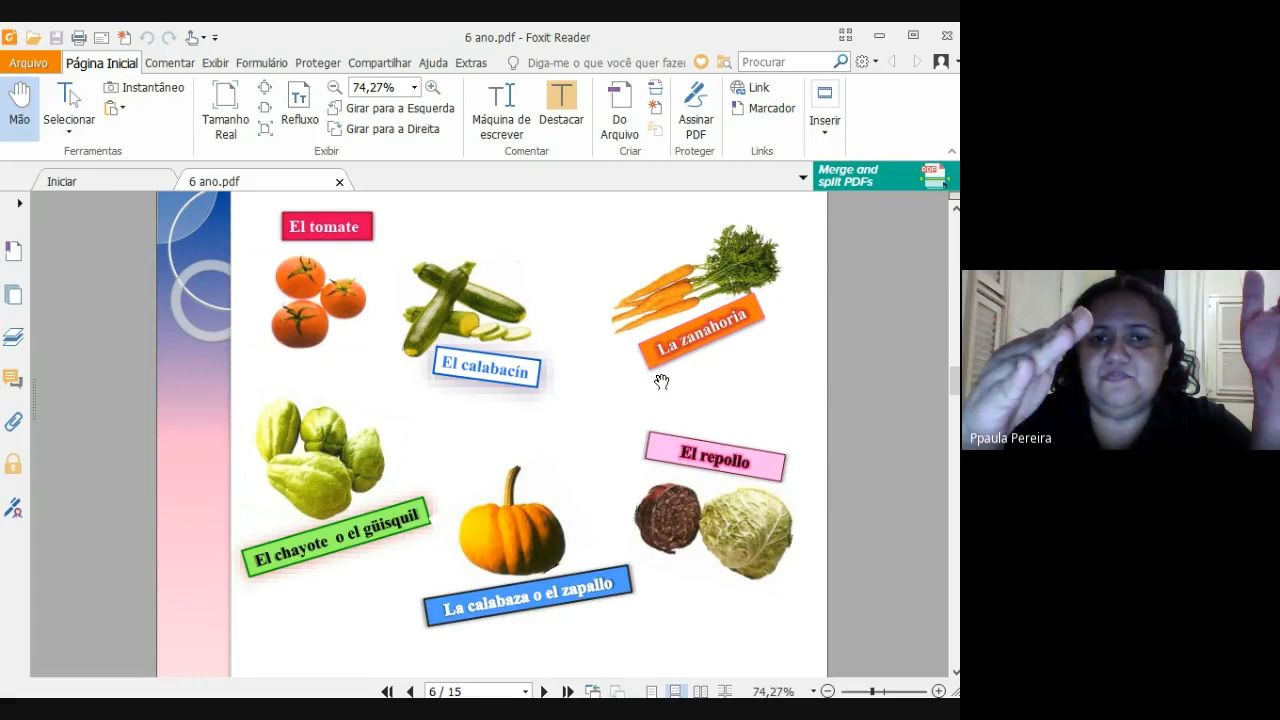 6 ano.pdf - Foxit Reader
Arquivo Página Inicial Comentar Exibir Formulário Proteger Compartilhar Ajuda Extras Diga-me o que você quer fazer Procurar
Mão
Selecionar
Instantâneo
Ferramentas
Tamanho Real
Refluxo
74,27%
Girar para a Esquerda
Girar para a Direita
Exibir
Máquina de escrever
Destacar
Comentar
Do Arquivo
Criar
Assinar PDF
Proteger
Link
Marcador
Links
Inserir
Iniciar
6 ano.pdf
Merge and
split PDFs
El tomate
La zanahoria
El calabacín
El repollo
El chayote o el güisquil
La calabaza o el zapallo
Ppaula Pereira
6 / 15
74,27%